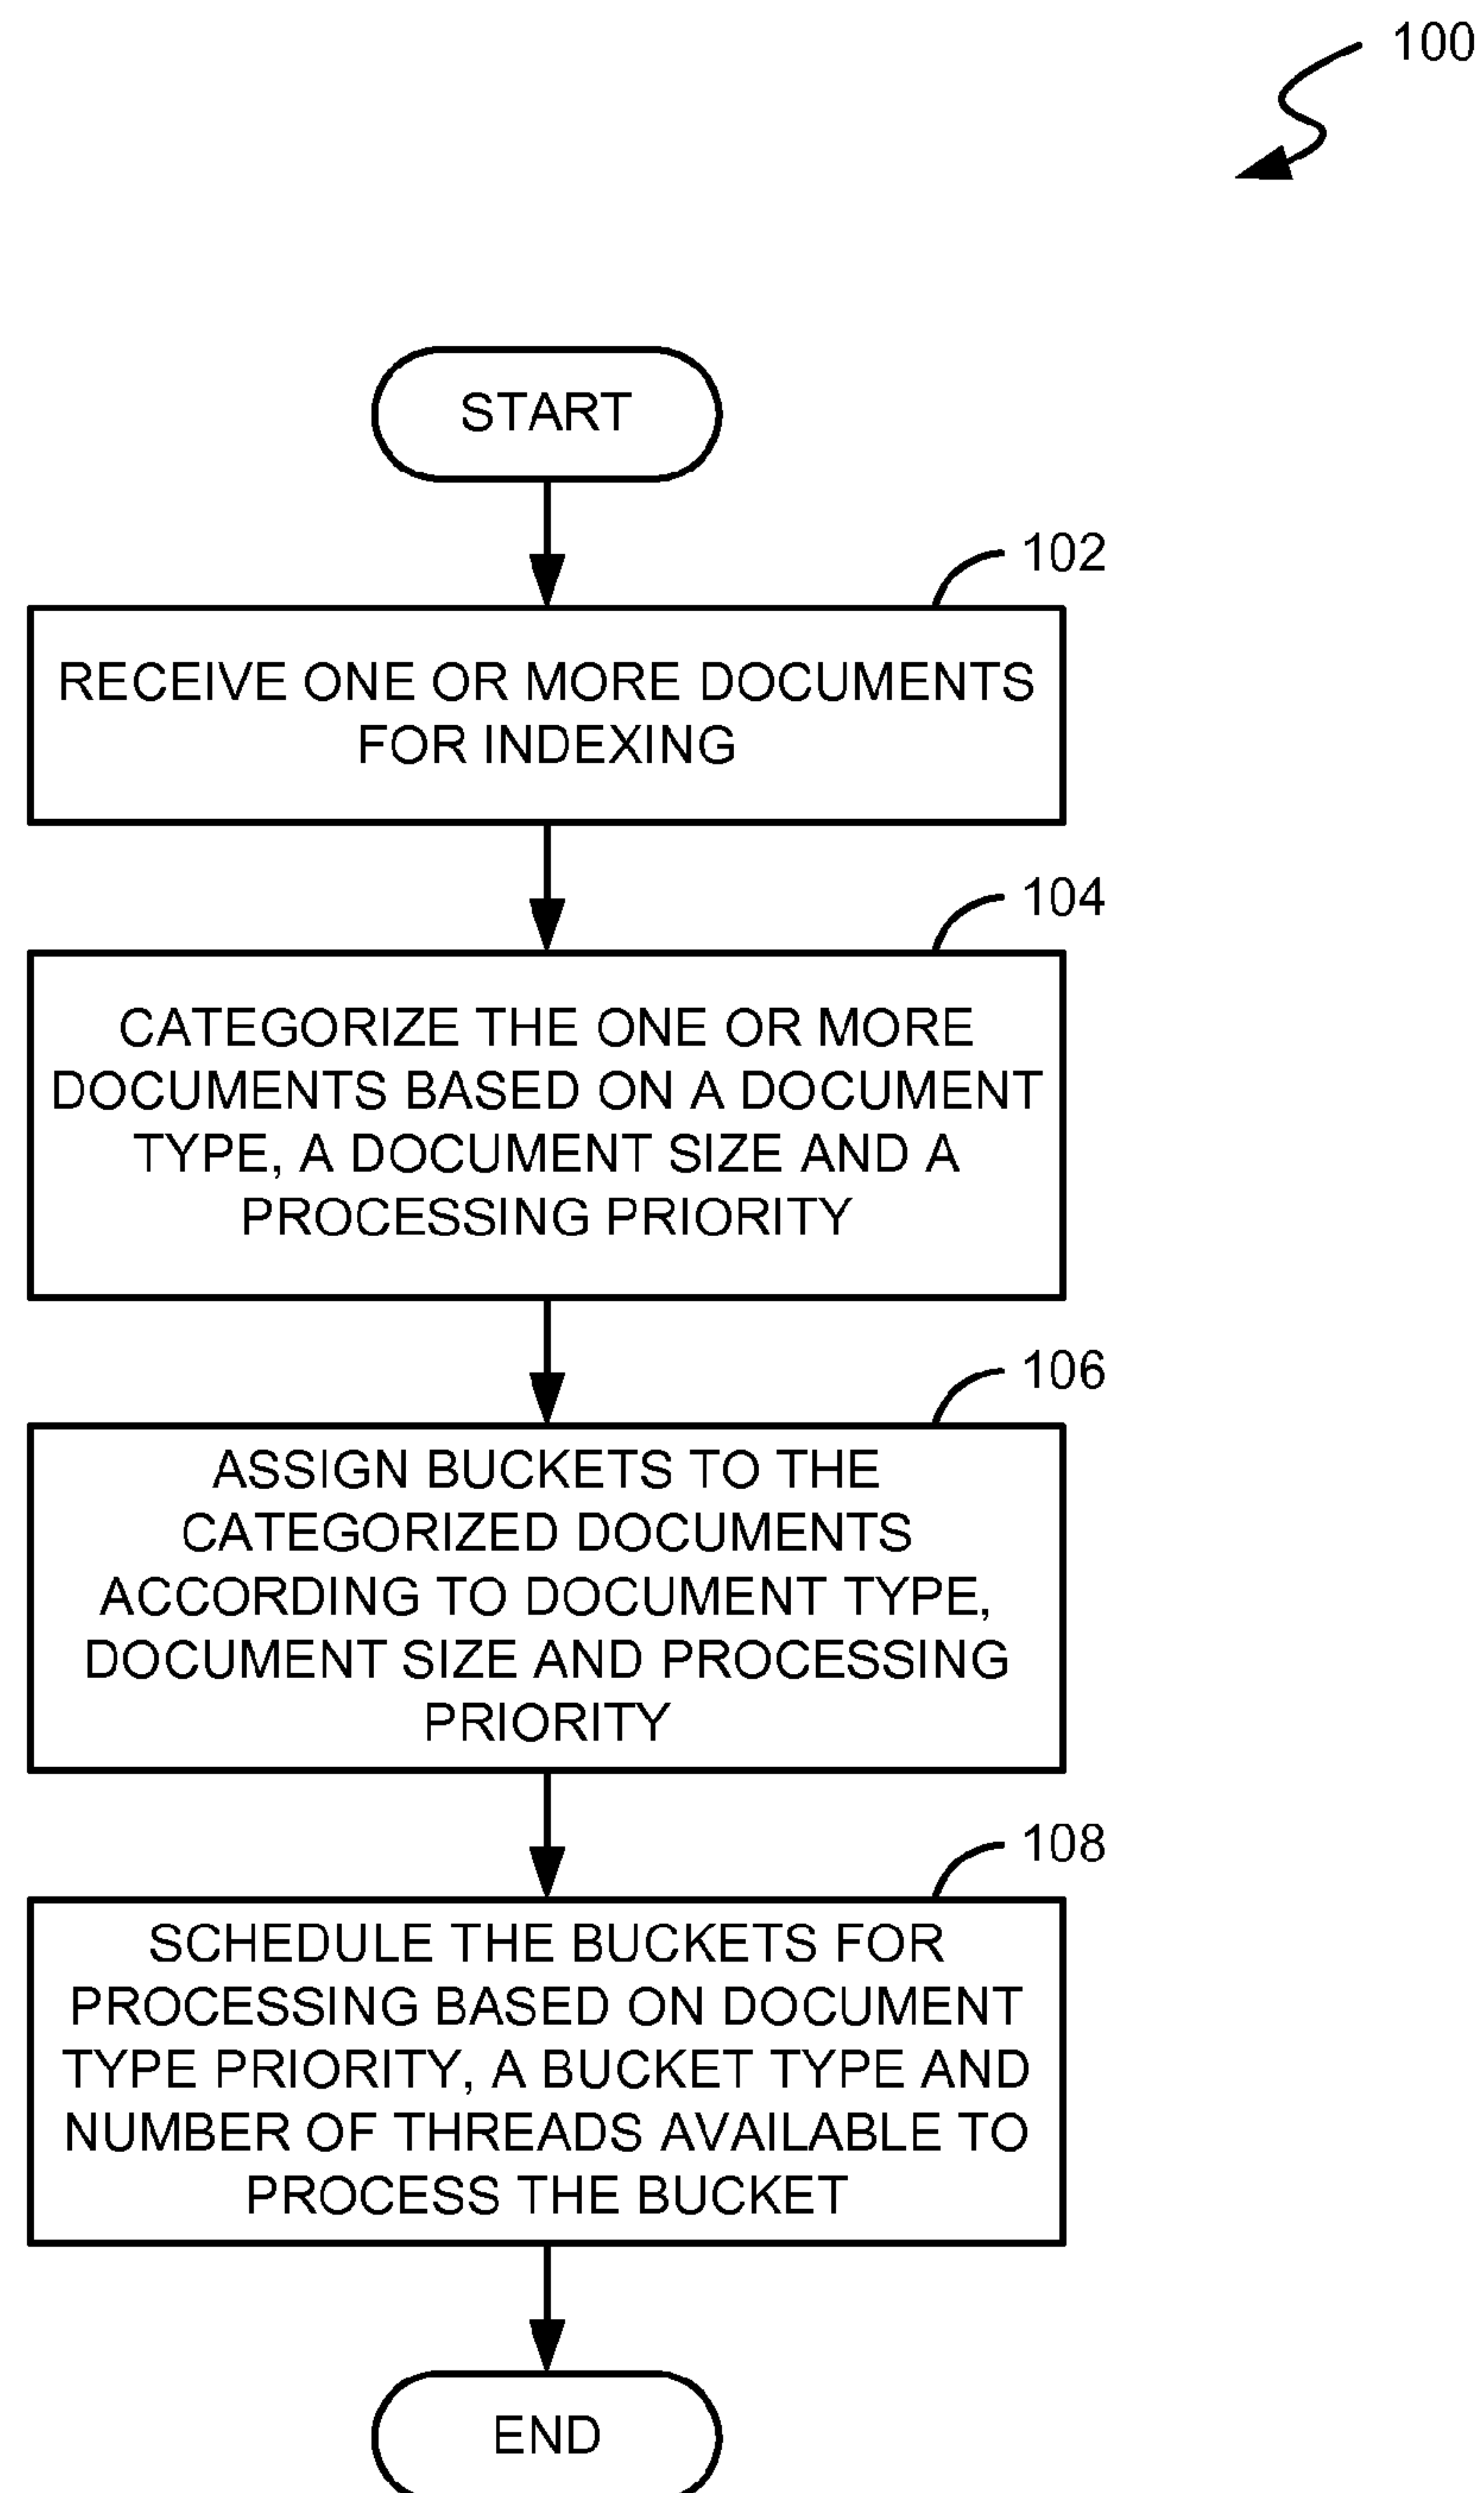 100
START
102
RECEIVE ONE OR MORE DOCUMENTS
FOR INDEXING
104
CATEGORIZE THE ONE OR MORE
DOCUMENTS BASED ON A DOCUMENT
TYPE, A DOCUMENT SIZE AND A
PROCESSING PRIORITY
106
ASSIGN BUCKETS TO THE
CATEGORIZED DOCUMENTS
ACCORDING TO DOCUMENT TYPE,
DOCUMENT SIZE AND PROCESSING
PRIORITY
108
SCHEDULE THE BUCKETS FOR
PROCESSING BASED ON DOCUMENT
TYPE PRIORITY, A BUCKET TYPE AND
NUMBER OF THREADS AVAILABLE TO
PROCESS THE BUCKET
END